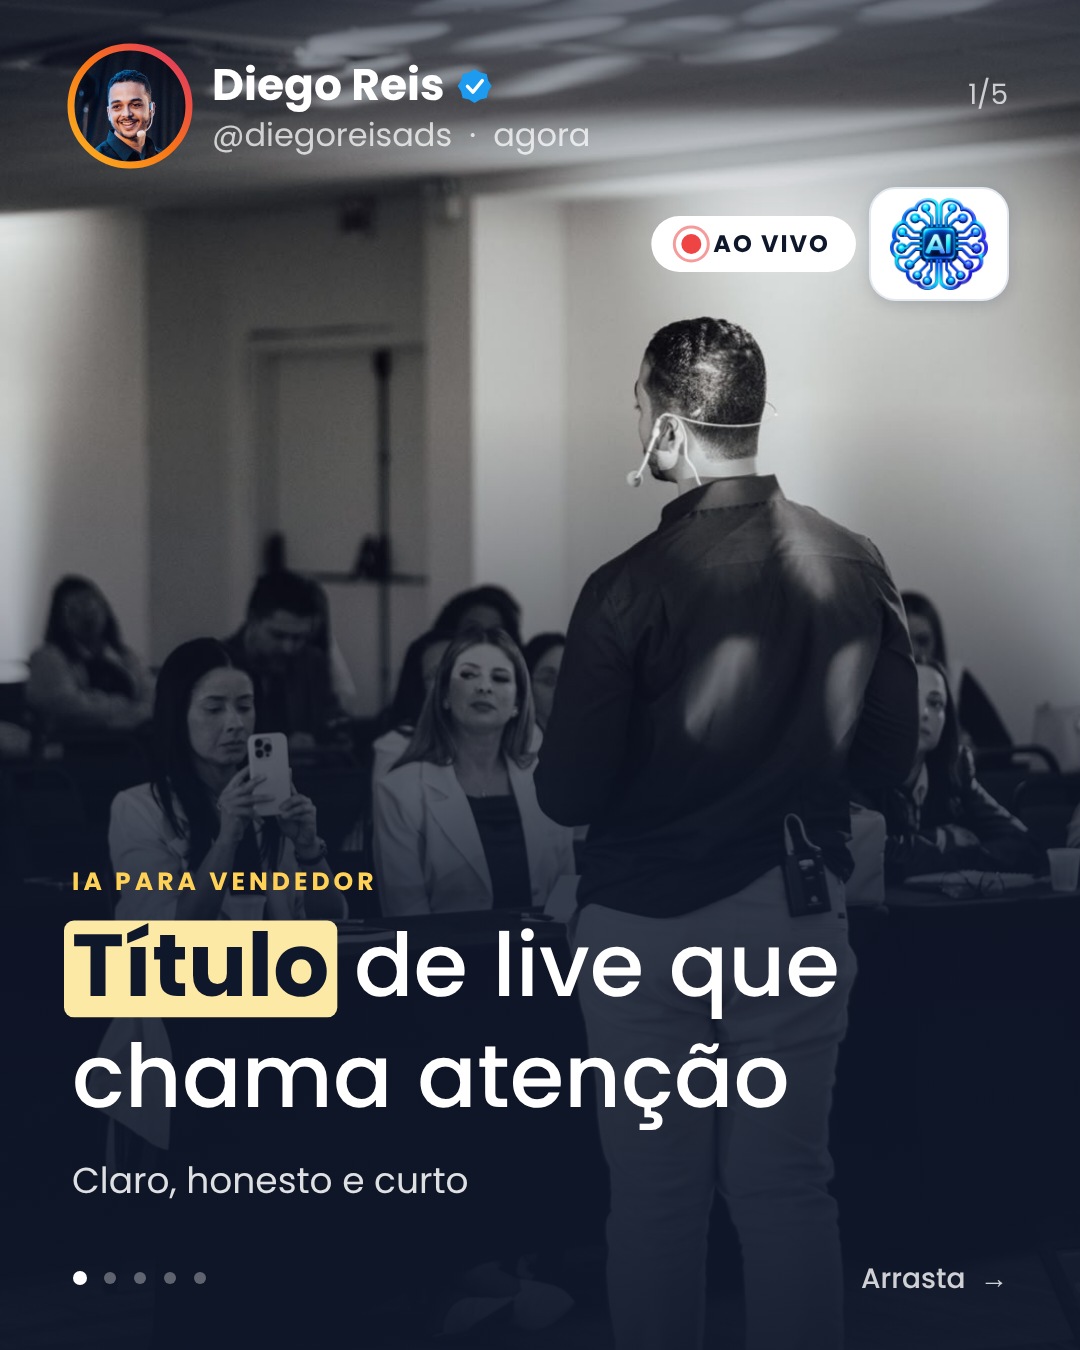 Diego Reis
@diegoreisads · agora
1/5
AO VIVO
AI
IA PARA VENDEDOR
Título de live que
chama atenção
Claro, honesto e curto
Arrasta →